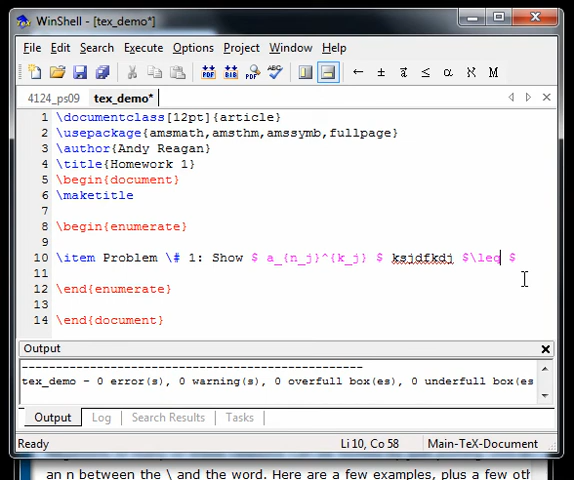 WinShell - [tex_demo*]
File Edit Search Execute Options Project Window Help
PDF BIB PDF ABC ← ± a ≤ α ℵ M
4124_ps09 tex_demo*
1 \documentclass[12pt]{article}
2 \usepackage{amsmath,amsthm,amssymb,fullpage}
3 \author{Andy Reagan}
4 \title{Homework 1}
5 \begin{document}
6 \maketitle
7
8 \begin{enumerate}
9
10 \item Problem \# 1: Show $ a_{n_j}^{k_j} $ ksjdfkdj $\leq $
11
12 \end{enumerate}
13
14 \end{document}
Output
------------------------------------------------
tex_demo - 0 error(s), 0 warning(s), 0 overfull box(es), 0 underfull box(es
Output Log Search Results Tasks
Ready Li 10, Co 58 Main-TeX-Document
an n between the \ and the word. Here are a few examples, plus a few oth